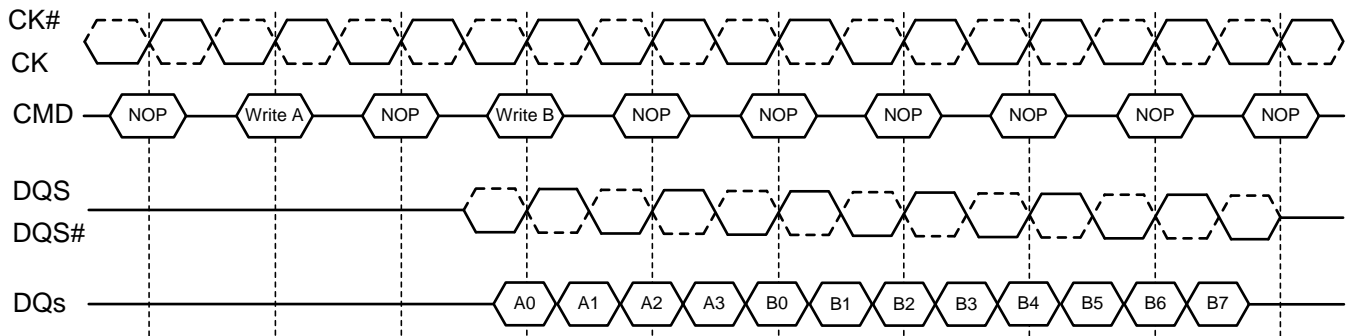 CK#
CK
CMD NOP Write A NOP Write B NOP NOP NOP NOP NOP NOP
DQS
DQS#
DQs A0 A1 A2 A3 B0 B1 B2 B3 B4 B5 B6 B7